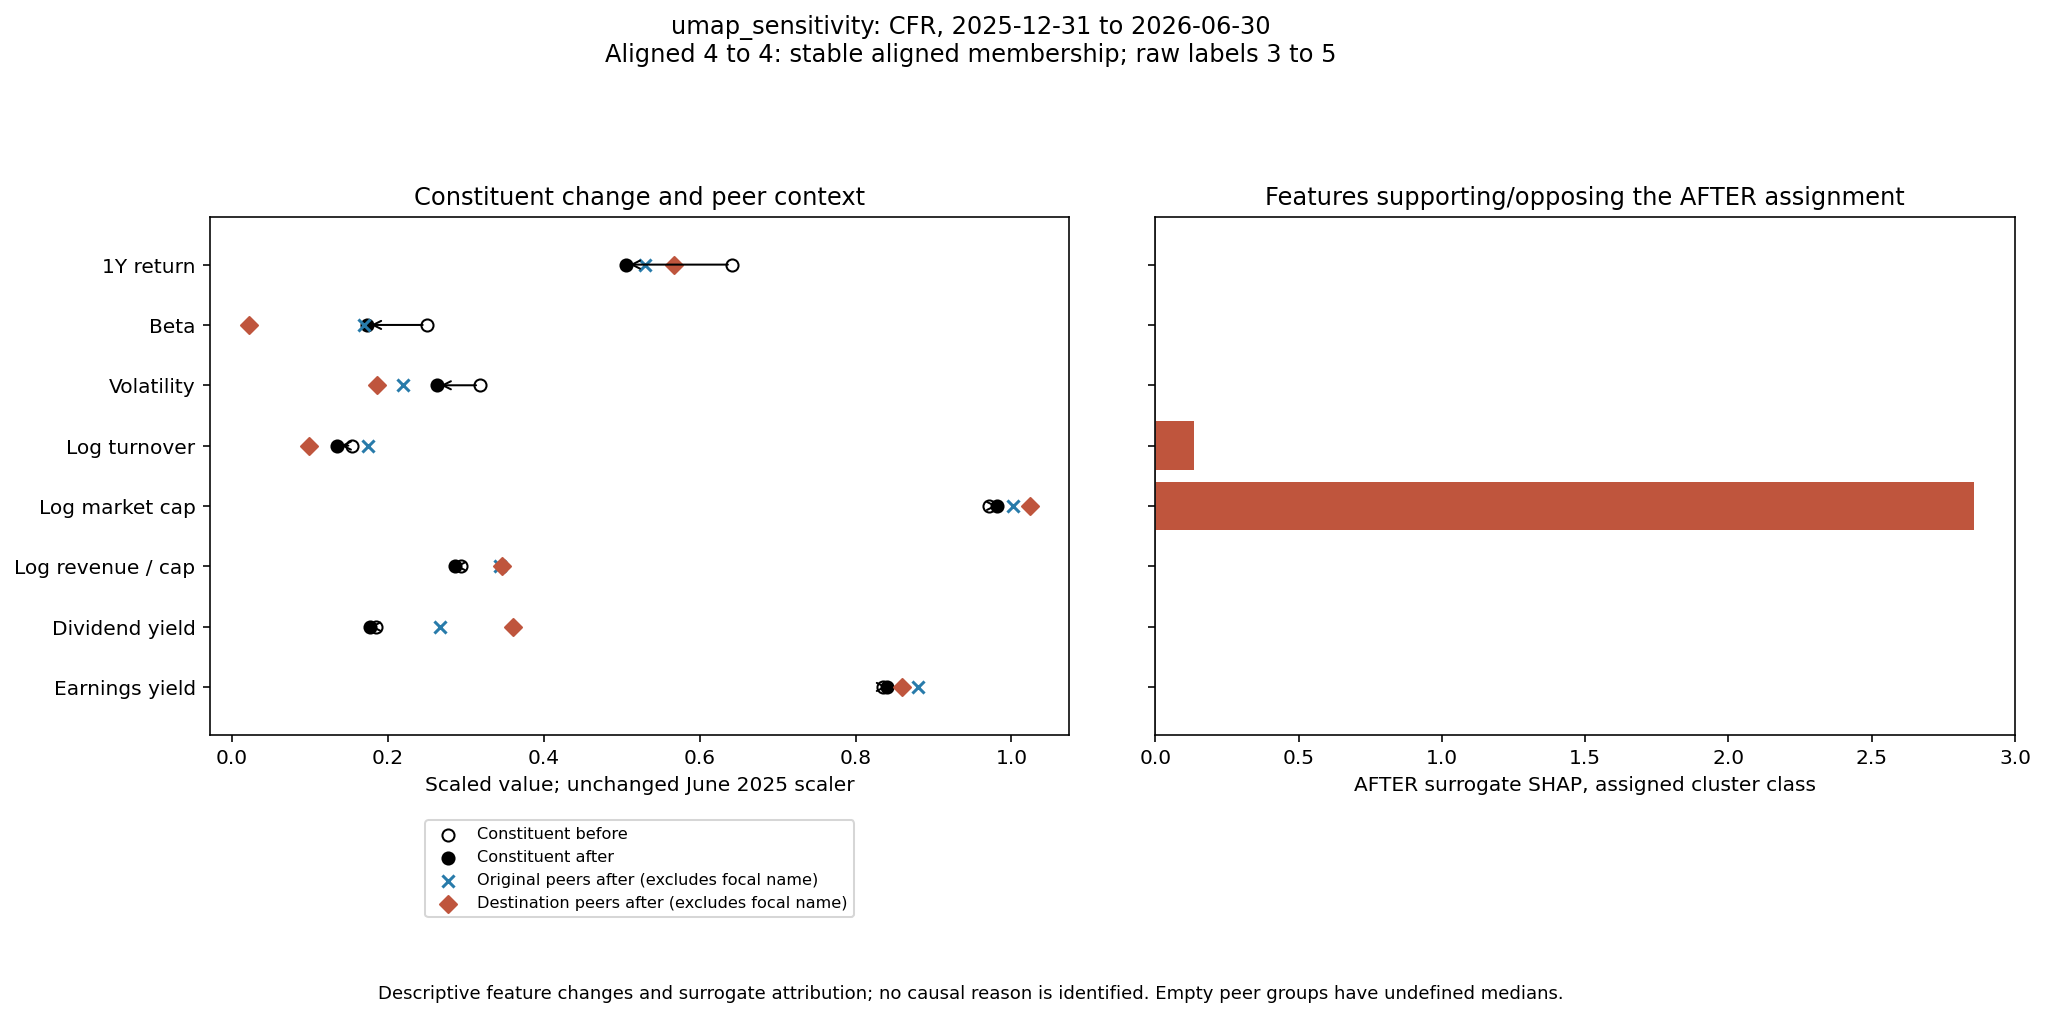 umap_sensitivity: CFR, 2025-12-31 to 2026-06-30
Aligned 4 to 4: stable aligned membership; raw labels 3 to 5
Constituent change and peer context
1Y return
Beta
Volatility
Log turnover
Log market cap
Log revenue / cap
Dividend yield
Earnings yield
0.0 0.2 0.4 0.6 0.8 1.0
Scaled value; unchanged June 2025 scaler
Constituent before
Constituent after
Original peers after (excludes focal name)
Destination peers after (excludes focal name)
Features supporting/opposing the AFTER assignment
0.0 0.5 1.0 1.5 2.0 2.5 3.0
AFTER surrogate SHAP, assigned cluster class
Descriptive feature changes and surrogate attribution; no causal reason is identified. Empty peer groups have undefined medians.